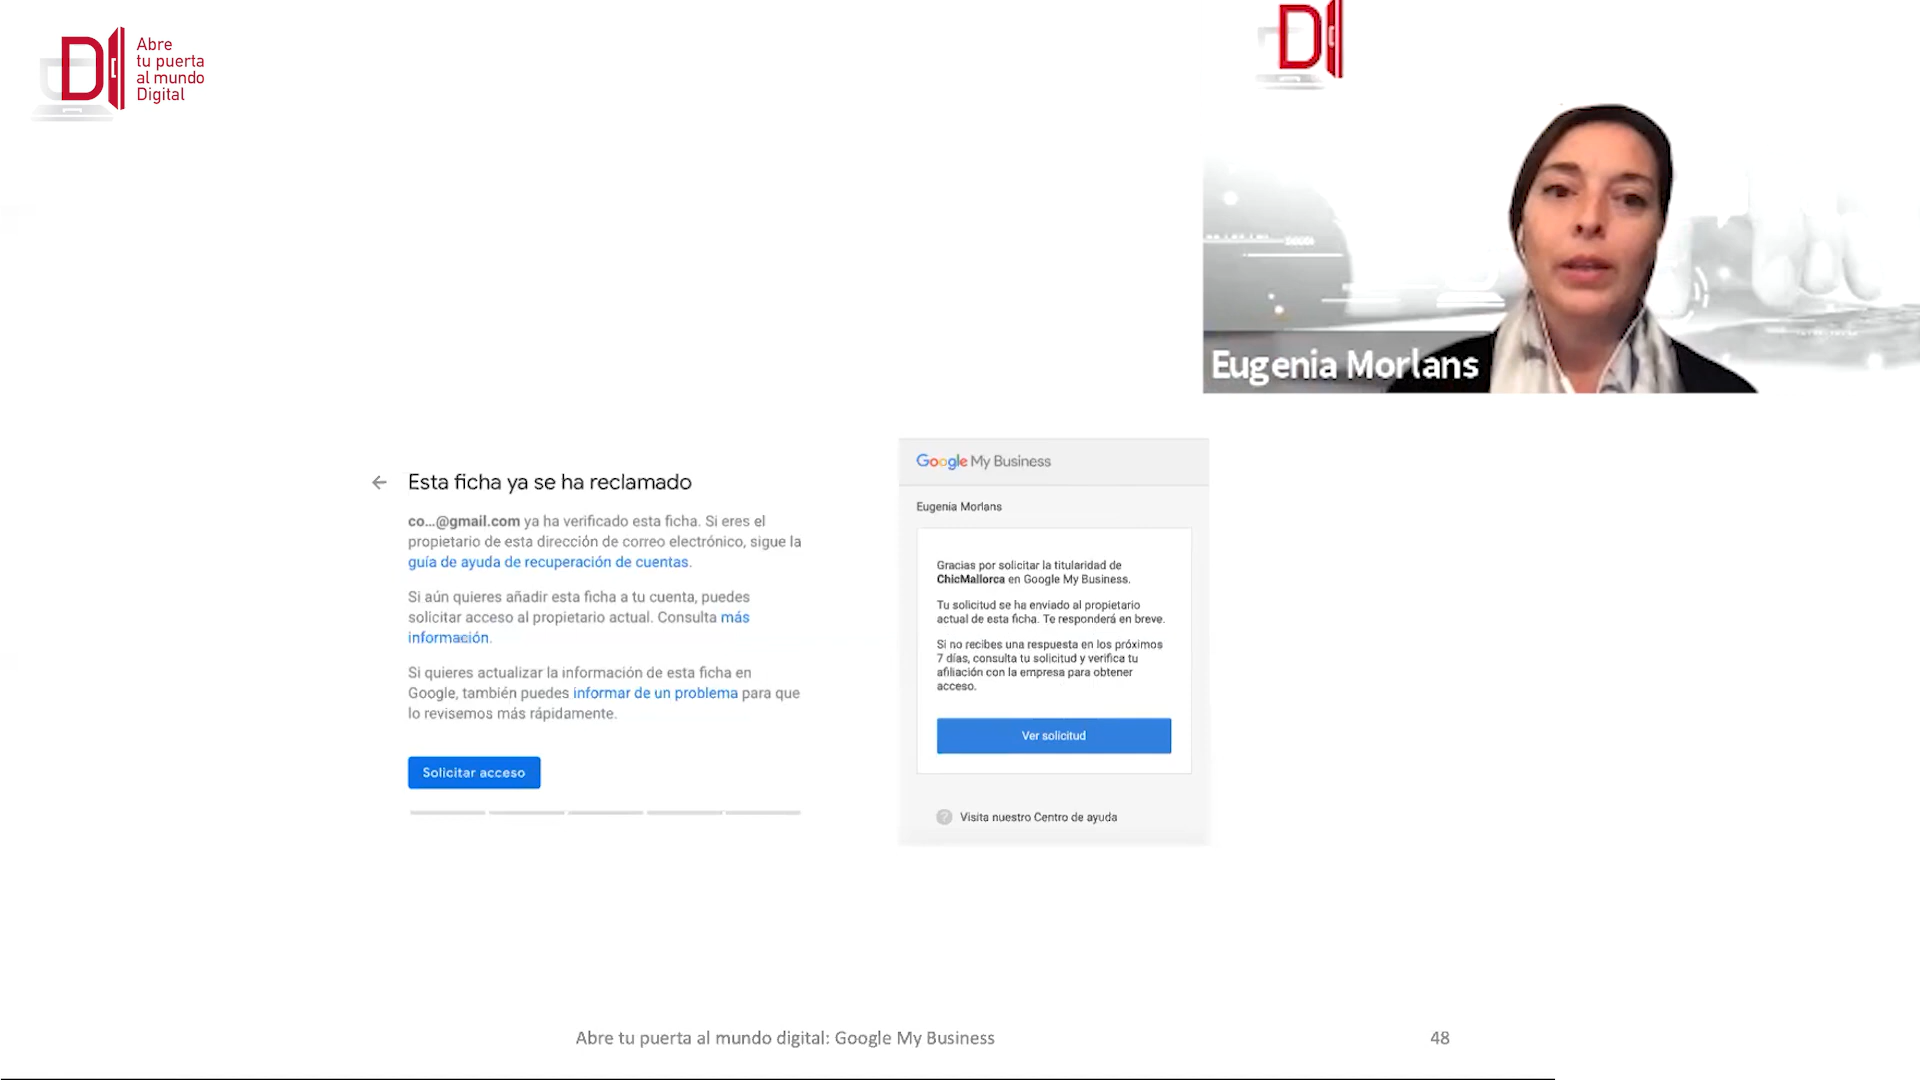 Abre
tu puerta
al mundo
Digital
Eugenia Morlans
Esta ficha ya se ha reclamado
co...@gmail.com ya ha verificado esta ficha. Si eres el
propietario de esta dirección de correo electrónico, sigue la
guía de ayuda de recuperación de cuentas.
Si aún quieres añadir esta ficha a tu cuenta, puedes
solicitar acceso al propietario actual. Consulta más
información.
Si quieres actualizar la información de esta ficha en
Google, también puedes informar de un problema para que
lo revisemos más rápidamente.
Solicitar acceso
Google My Business
Eugenia Morlans
Gracias por solicitar la titularidad de
ChicMallorca en Google My Business.
Tu solicitud se ha enviado al propietario
actual de esta ficha. Te responderá en breve.
Si no recibes una respuesta en los próximos
7 días, consulta tu solicitud y verifica tu
afiliación con la empresa para obtener
acceso.
Ver solicitud
? Visita nuestro Centro de ayuda
Abre tu puerta al mundo digital: Google My Business
48